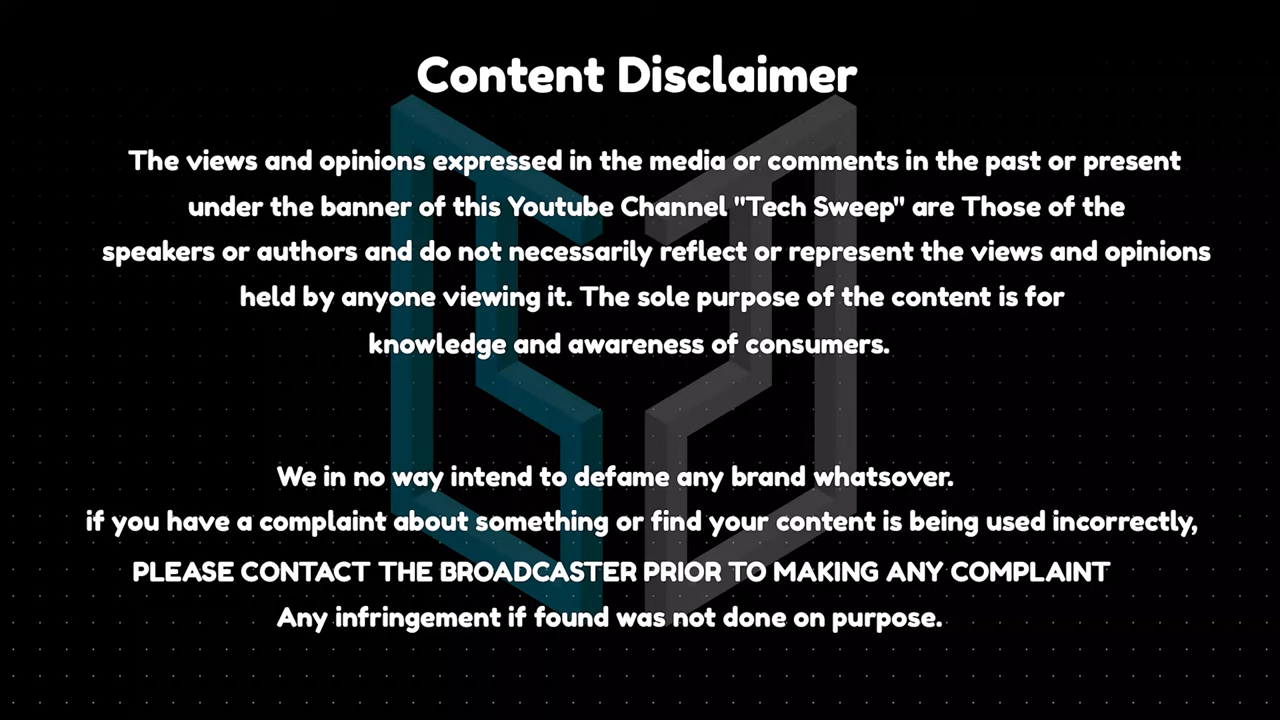 Content Disclaimer
The views and opinions expressed in the media or comments in the past or present
under the banner of this Youtube Channel "Tech Sweep" are Those of the
speakers or authors and do not necessarily reflect or represent the views and opinions
held by anyone viewing it. The sole purpose of the content is for
knowledge and awareness of consumers.
We in no way intend to defame any brand whatsover.
if you have a complaint about something or find your content is being used incorrectly,
PLEASE CONTACT THE BROADCASTER PRIOR TO MAKING ANY COMPLAINT
Any infringement if found was not done on purpose.